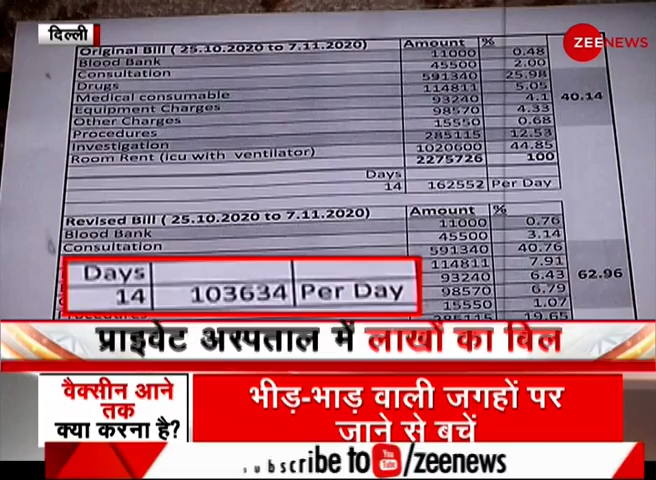 दिल्ली
ZEE NEWS
Original Bill ( 25.10.2020 to 7.11.2020) Amount %
Blood Bank 11000 0.48
Consultation 45500 2.00
Drugs 591340 25.98
Medical consumable 114811 5.05
Equipment Charges 93240 4.1 40.14
Other Charges 98570 4.33
Procedures 15550 0.68
Investigation 285115 12.53
Room Rent (icu with ventilator) 1020600 44.85
2275726 100
Days
14 162552 Per Day
Revised Bill ( 25.10.2020 to 7.11.2020) Amount %
Blood Bank 11000 0.76
Consultation 45500 3.14
591340 40.76
114811 7.91
93240 6.43 62.96
98570 6.79
15550 1.07
285115 19.65
Days
14 103634 Per Day
प्राइवेट अस्पताल में लाखों का बिल
वैक्सीन आने
तक
क्या करना है?
भीड़-भाड़ वाली जगहों पर
जाने से बचें
subscribe to YouTube /zeenews